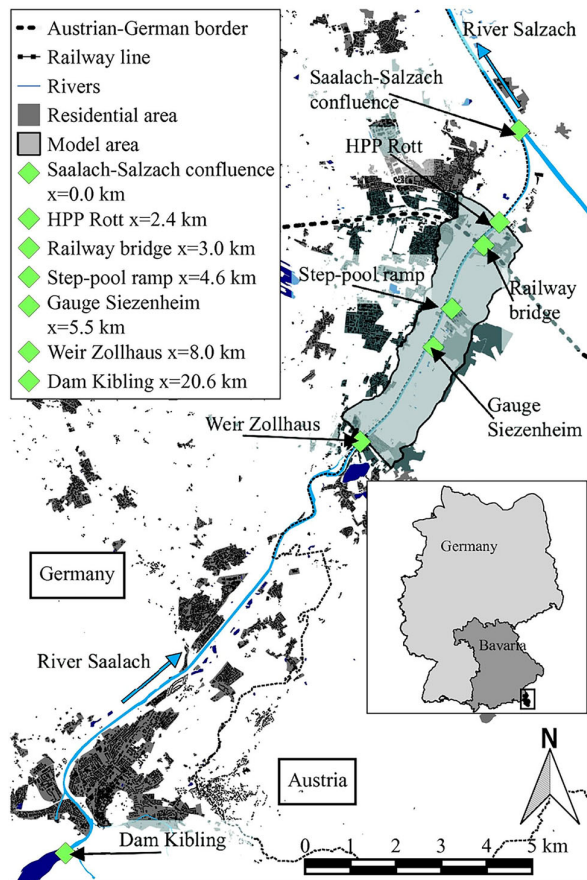 Austrian-German border
Railway line
Rivers
Residential area
Model area
Saalach-Salzach confluence
x=0.0 km
HPP Rott x=2.4 km
Railway bridge x=3.0 km
Step-pool ramp x=4.6 km
Gauge Siezenheim
x=5.5 km
Weir Zollhaus x=8.0 km
Dam Kibling x=20.6 km
River Salzach
Saalach-Salzach
confluence
HPP Rott
Step-pool ramp
Railway
bridge
Gauge
Siezenheim
Weir Zollhaus
Germany
River Saalach
Austria
Dam Kibling
Germany
Bavaria
N
0 1 2 3 4 5 km